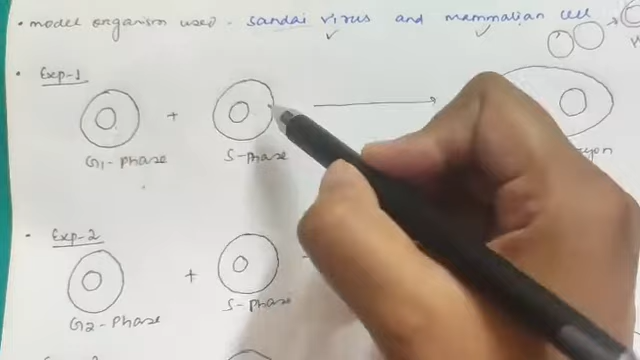 • model organism used - sandai virus and mammalian cell
• Exp-1
+
G1-Phase S-Phase
• Exp-2
+
G2-Phase S-Phase